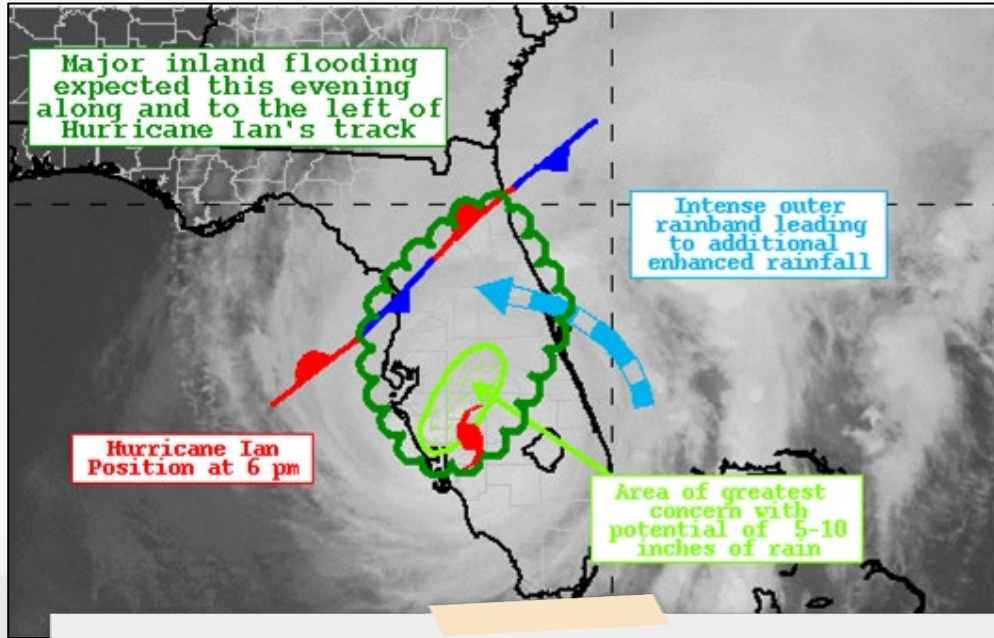 Major inland flooding
expected this evening
along and to the left of
Hurricane Ian's track
Intense outer
rainband leading
to additional
enhanced rainfall
Hurricane Ian
Position at 6 pm
Area of greatest
concern with
potential of 5-10
inches of rain